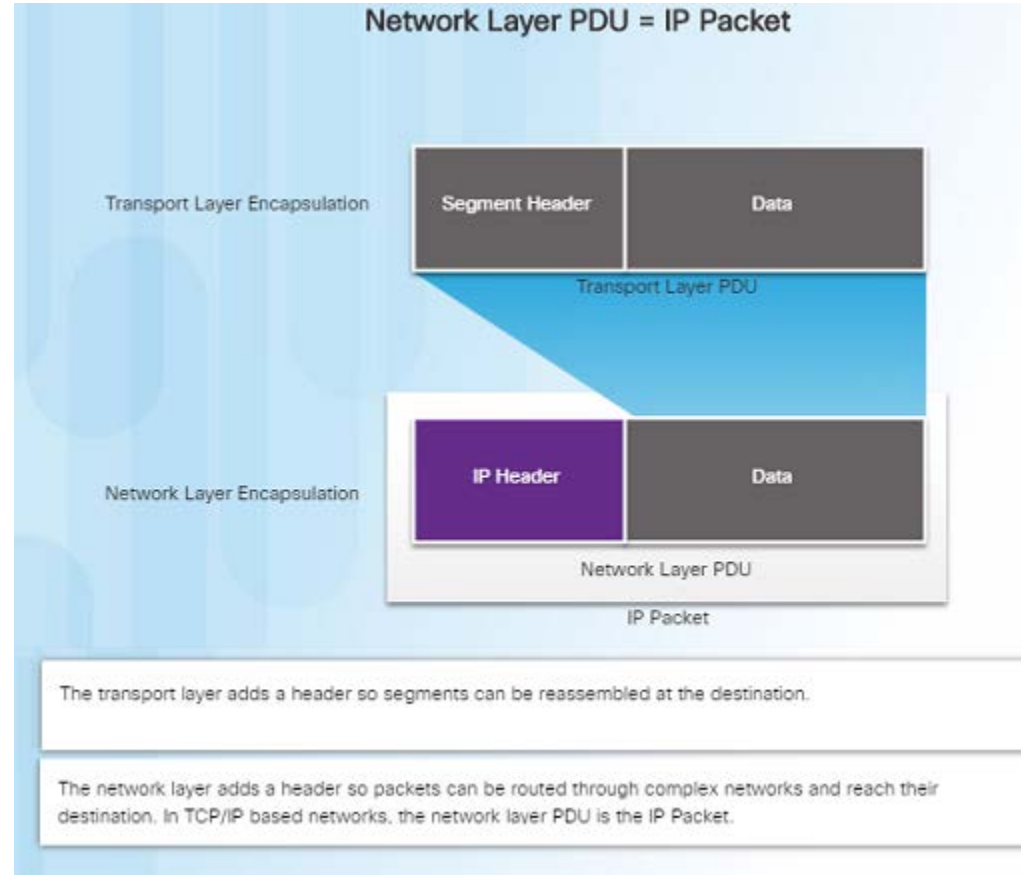 Network Layer PDU = IP Packet
Transport Layer Encapsulation
Segment Header
Data
Transport Layer PDU
Network Layer Encapsulation
IP Header
Data
Network Layer PDU
IP Packet
The transport layer adds a header so segments can be reassembled at the destination.
The network layer adds a header so packets can be routed through complex networks and reach their
destination. In TCP/IP based networks, the network layer PDU is the IP Packet.